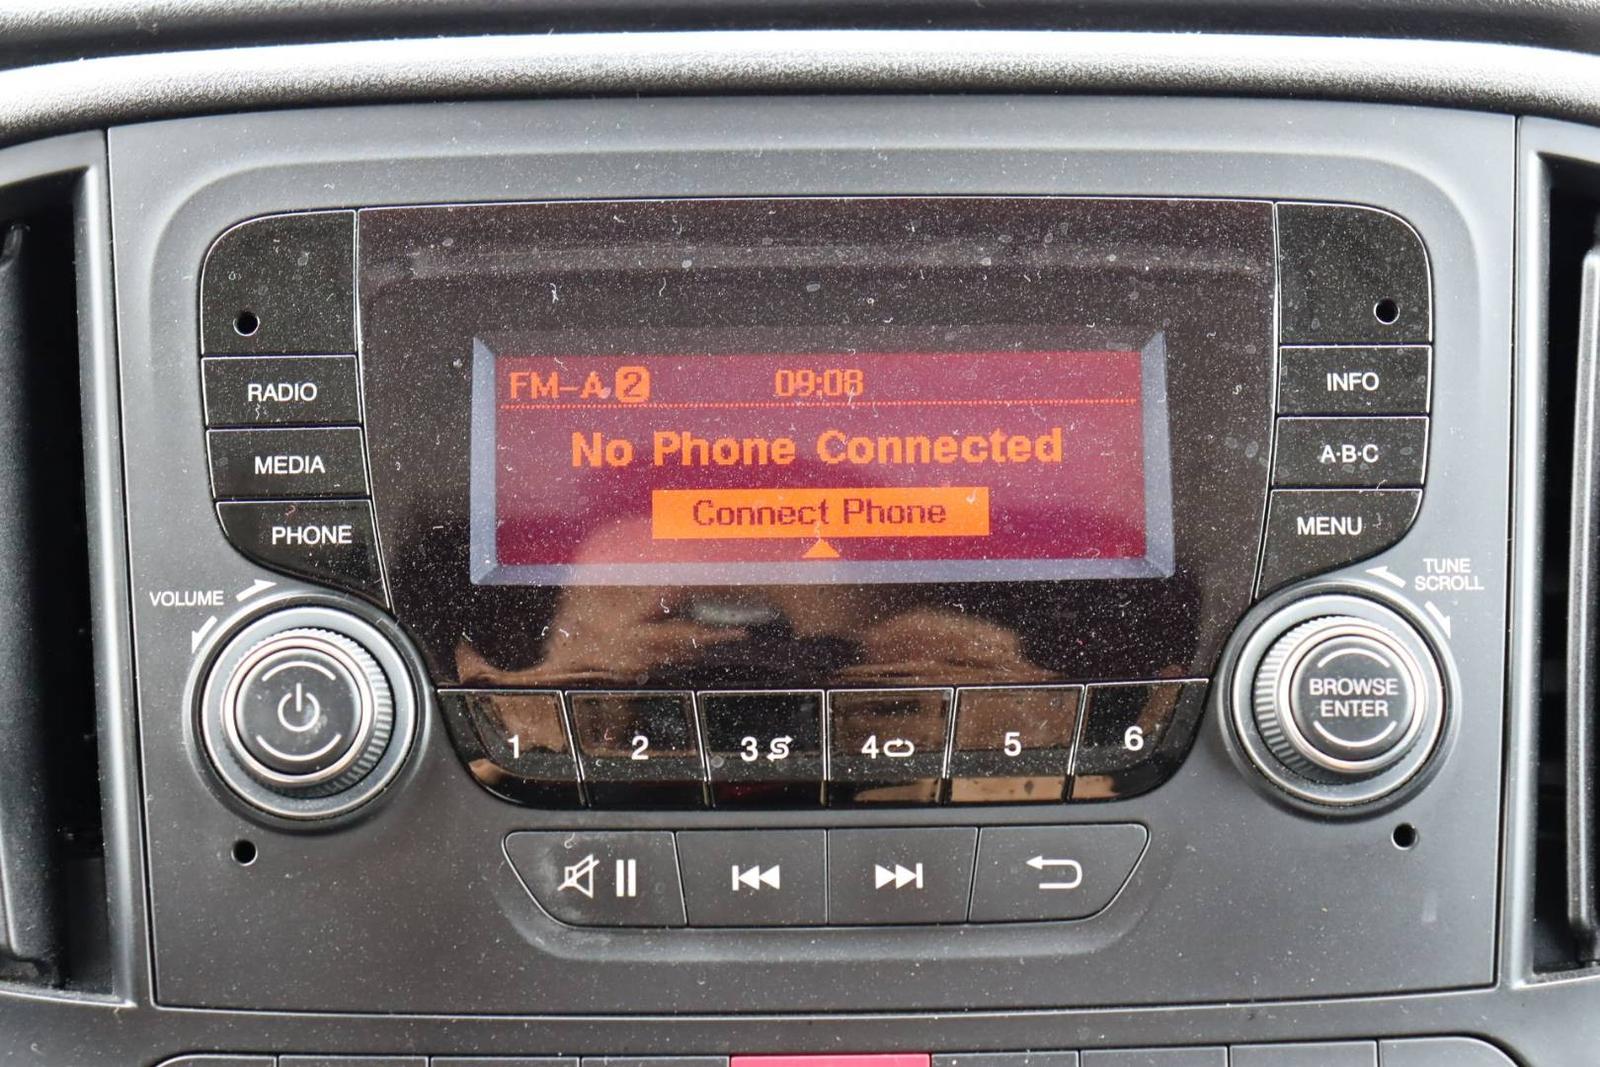 FM-A 2 09:08
No Phone Connected
Connect Phone
RADIO
MEDIA
PHONE
INFO
A·B·C
MENU
VOLUME
TUNE
SCROLL
BROWSE
ENTER
1 2 3 4 5 6